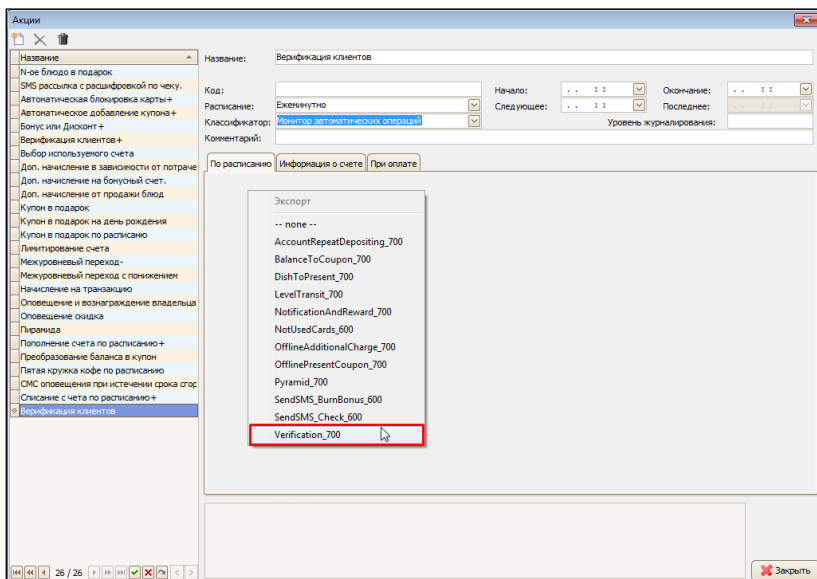 Акции
Название
N-ое блюдо в подарок
SMS рассылка с расшифровкой по чеку.
Автоматическая блокировка карты+
Автоматическое добавление купона+
Бонус или Дисконт+
Верификация клиентов+
Выбор используемого счета
Доп. начисление в зависимости от потраче
Доп. начисление на бонусный счет.
Доп. начисление от продажи блюд
Купон в подарок
Купон в подарок на день рождения
Купон в подарок по расписаню
Лимитирование счета
Межуровневый переход-
Межуровневый переход с понижением
Начисление на транзакцию
Оповещение и вознаграждение владельца
Оповещение скидка
Пирамида
Пополнение счета по расписанию+
Преобразование баланса в купон
Пятая кружка кофе по расписанию
СМС оповещения при истечении срока сгор
Списание с чета по расписанию+
Верификация клиентов
26 / 26
Название: Верификация клиентов
Код: Начало: . . : : Окончание: . . : :
Расписание: Ежеминутно Следующее: . . : : Последнее: . . : :
Классификатор: Монитор автоматических операций Уровень журналирования:
Комментарий:
По расписанию Информация о счете При оплате
Экспорт
-- none --
AccountRepeatDepositing_700
BalanceToCoupon_700
DishToPresent_700
LevelTransit_700
NotificationAndReward_700
NotUsedCards_600
OfflineAdditionalCharge_700
OfflinePresentCoupon_700
Pyramid_700
SendSMS_BurnBonus_600
SendSMS_Check_600
Verification_700
Закрыть